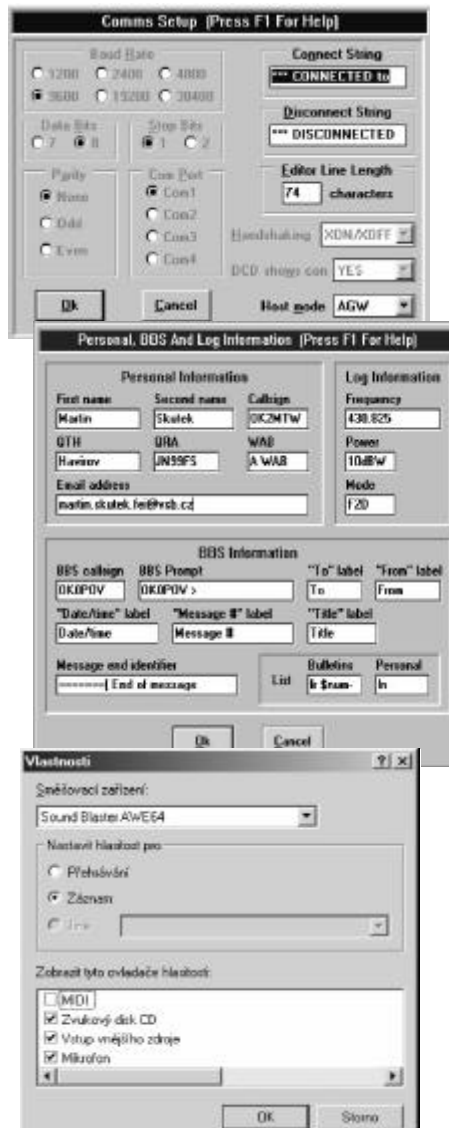 Comms Setup (Press F1 For Help)
Baud Rate
1200 2400 4800
9600 19200 38400
Data Bits
7 8
Stop Bits
1 2
Parity
None
Odd
Even
Com Port
Com1
Com2
Com3
Com4
Connect String
*** CONNECTED to
Disconnect String
*** DISCONNECTED
Editor Line Length
74 characters
Handshaking XON/XOFF
DCD shows con YES
Host mode AGW
Ok Cancel
Personal, BBS And Log Information (Press F1 For Help)
Personal Information
First name Second name Callsign
Martin Skutek OK2MTW
QTH QRA WAB
Havirov JN99FS A WAB
Email address
martin.skutek.fei@vsb.cz
Log Information
Frequency
430.825
Power
10dBW
Mode
F2D
BBS Information
BBS callsign BBS Prompt "To" label "From" label
OK0POV OK0POV > To From
"Date/time" label "Message #" label "Title" label
Date/time Message # Title
Message end identifier
--------[ End of message
List
Bulletins Personal
lr $num- ln
Ok Cancel
Vlastnosti
Směšovací zařízení:
Sound Blaster AWE64
Nastavit hlasitost pro
Přehrávání
Záznam
Jiné
Zobrazit tyto ovladače hlasitosti:
MIDI
Zvukový disk CD
Vstup vnějšího zdroje
Mikrofon
OK Storno